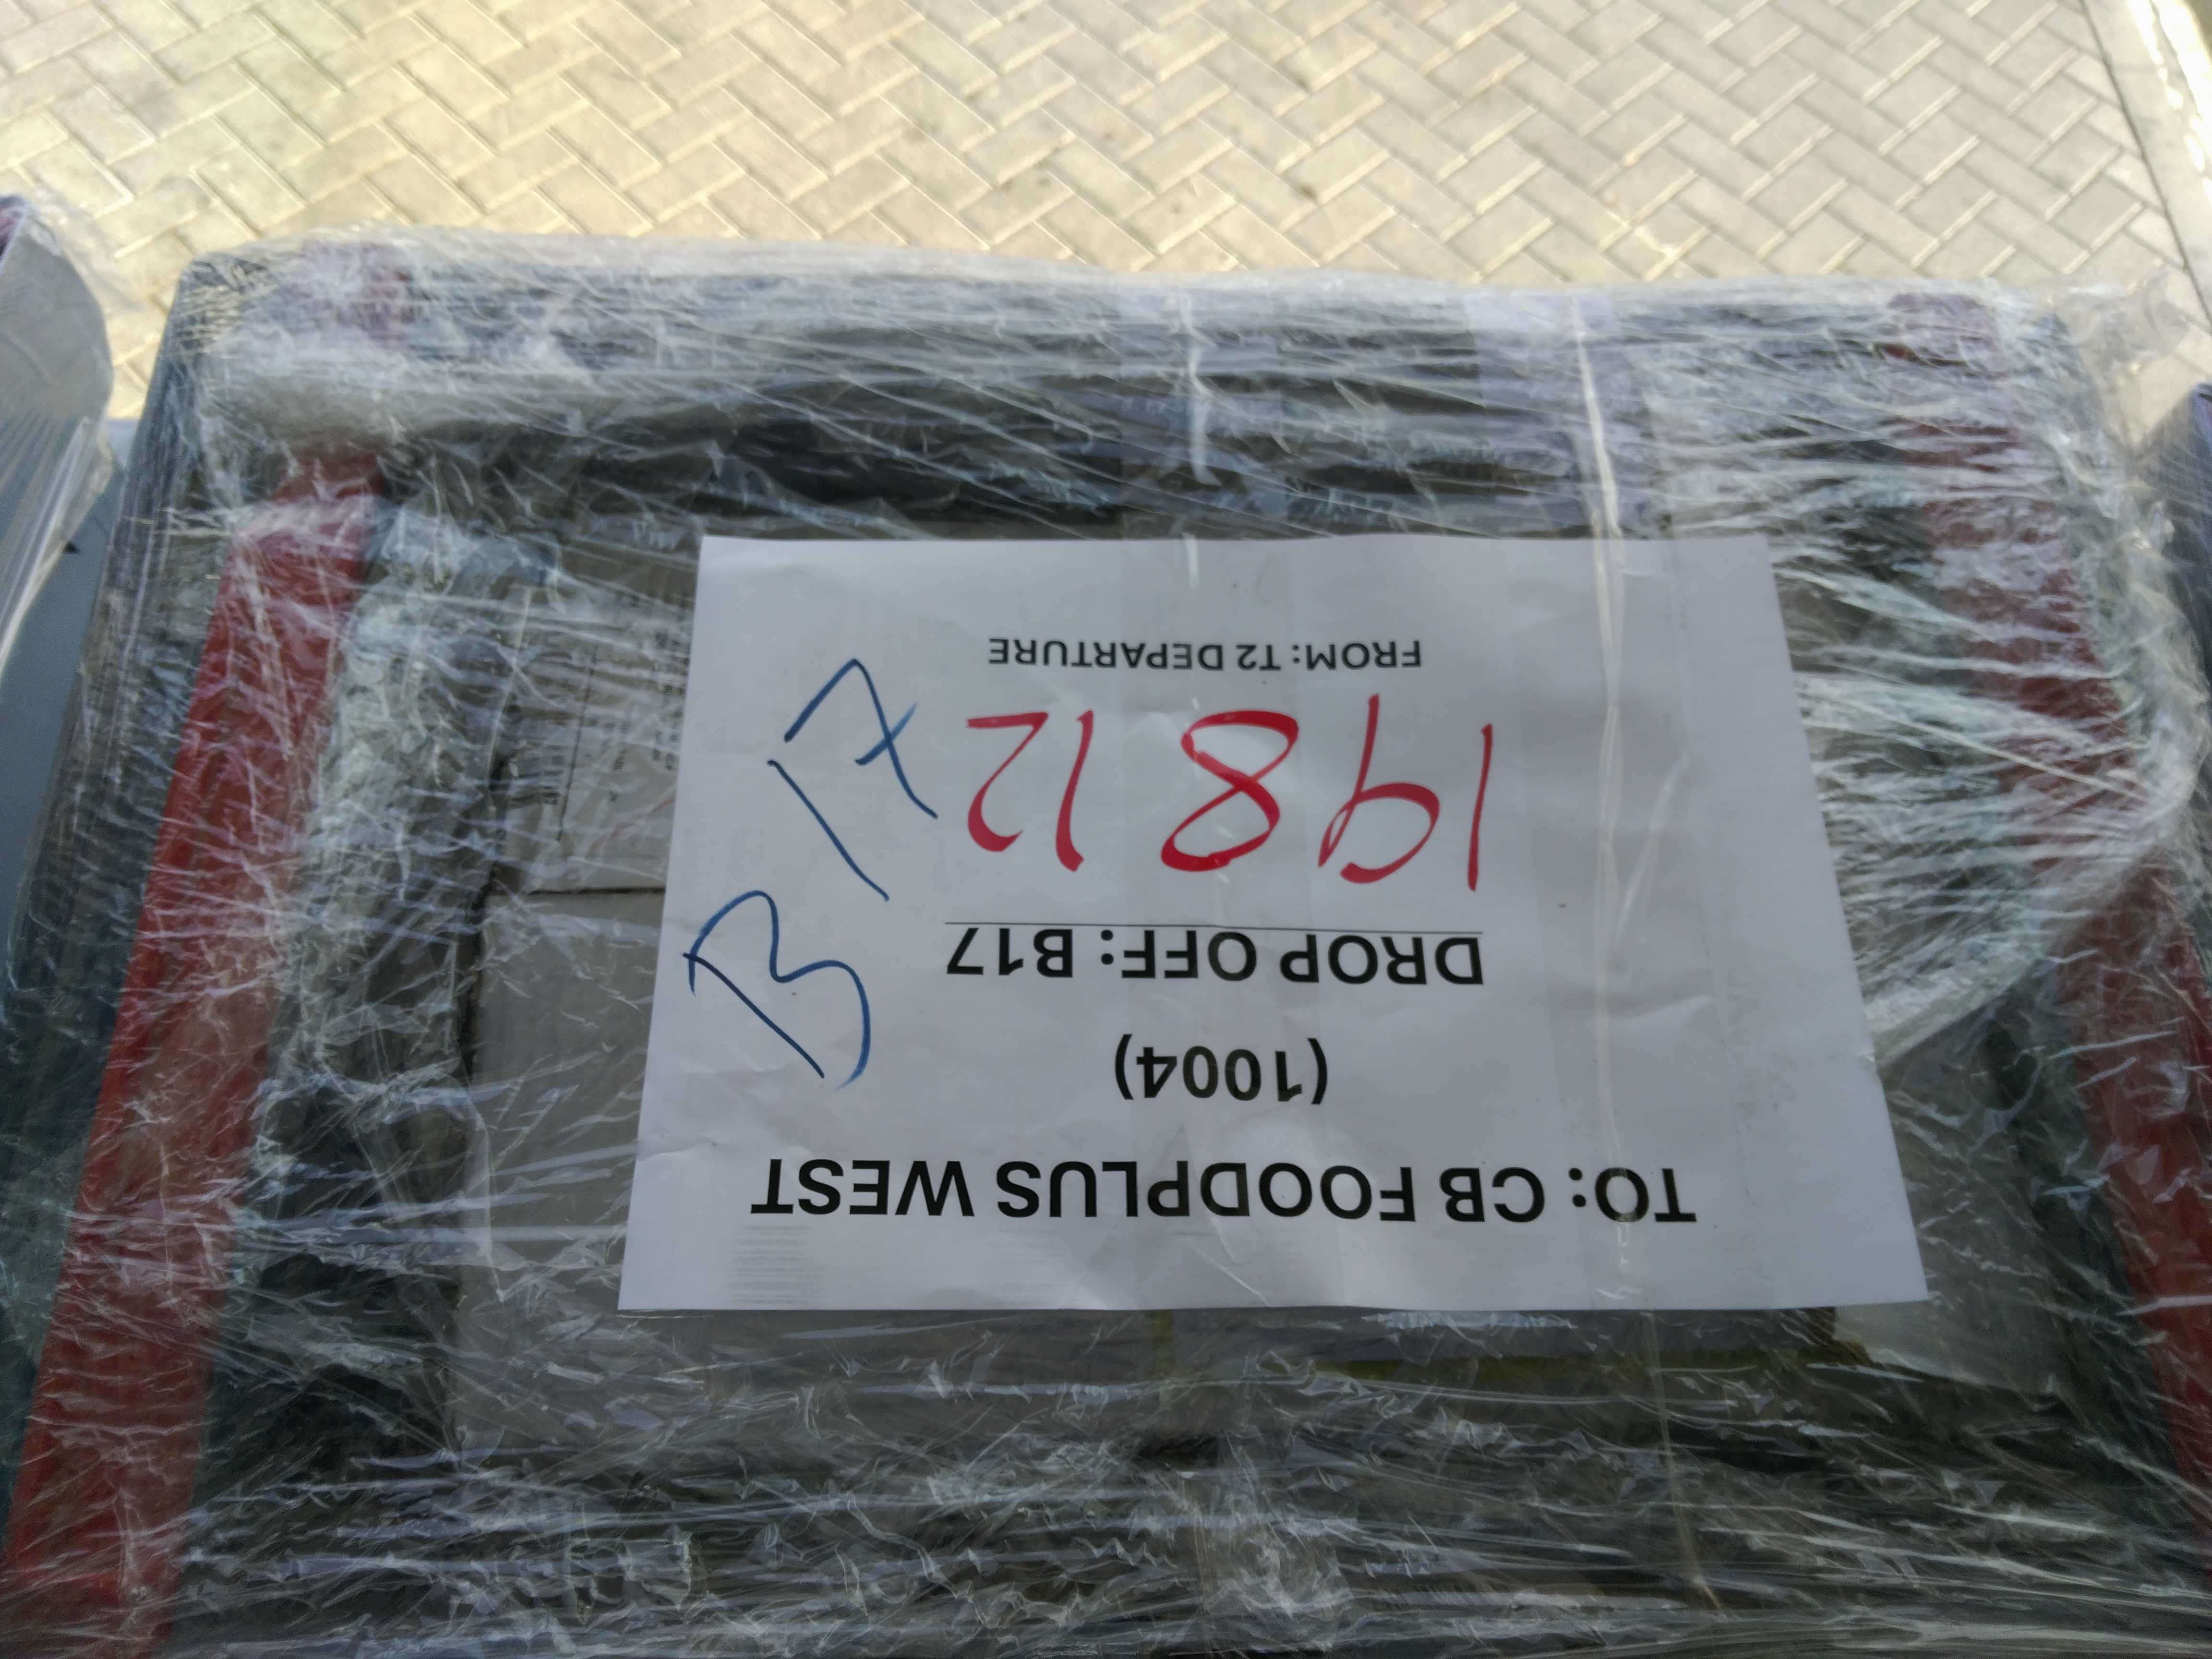 TO: CB FOODPLUS WEST
(1004)
DROP OFF: B17
19812
FROM: T2 DEPARTURE
B17